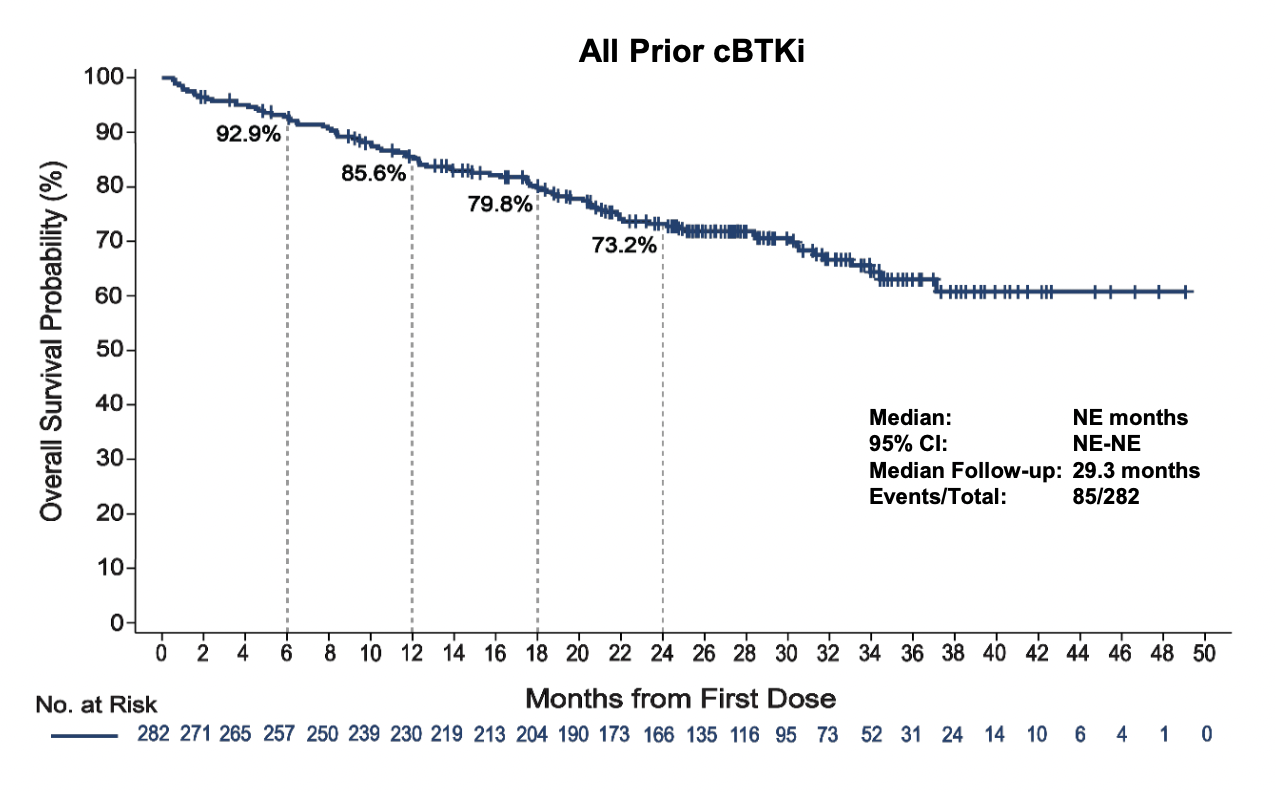 All Prior cBTKi
Overall Survival Probability (%)
100
90
80
70
60
50
40
30
20
10
0
92.9%
85.6%
79.8%
73.2%
Median: NE months
95% CI: NE-NE
Median Follow-up: 29.3 months
Events/Total: 85/282
0 2 4 6 8 10 12 14 16 18 20 22 24 26 28 30 32 34 36 38 40 42 44 46 48 50
Months from First Dose
No. at Risk
282 271 265 257 250 239 230 219 213 204 190 173 166 135 116 95 73 52 31 24 14 10 6 4 1 0